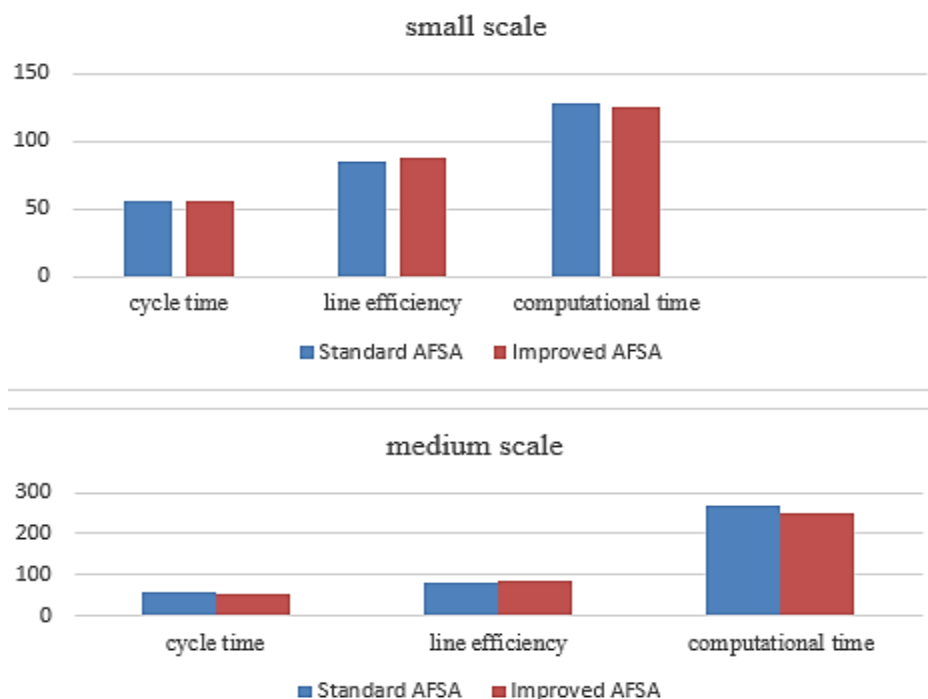 small scale
150
100
50
0
cycle time line efficiency computational time
Standard AFSA Improved AFSA
medium scale
300
200
100
0
cycle time line efficiency computational time
Standard AFSA Improved AFSA